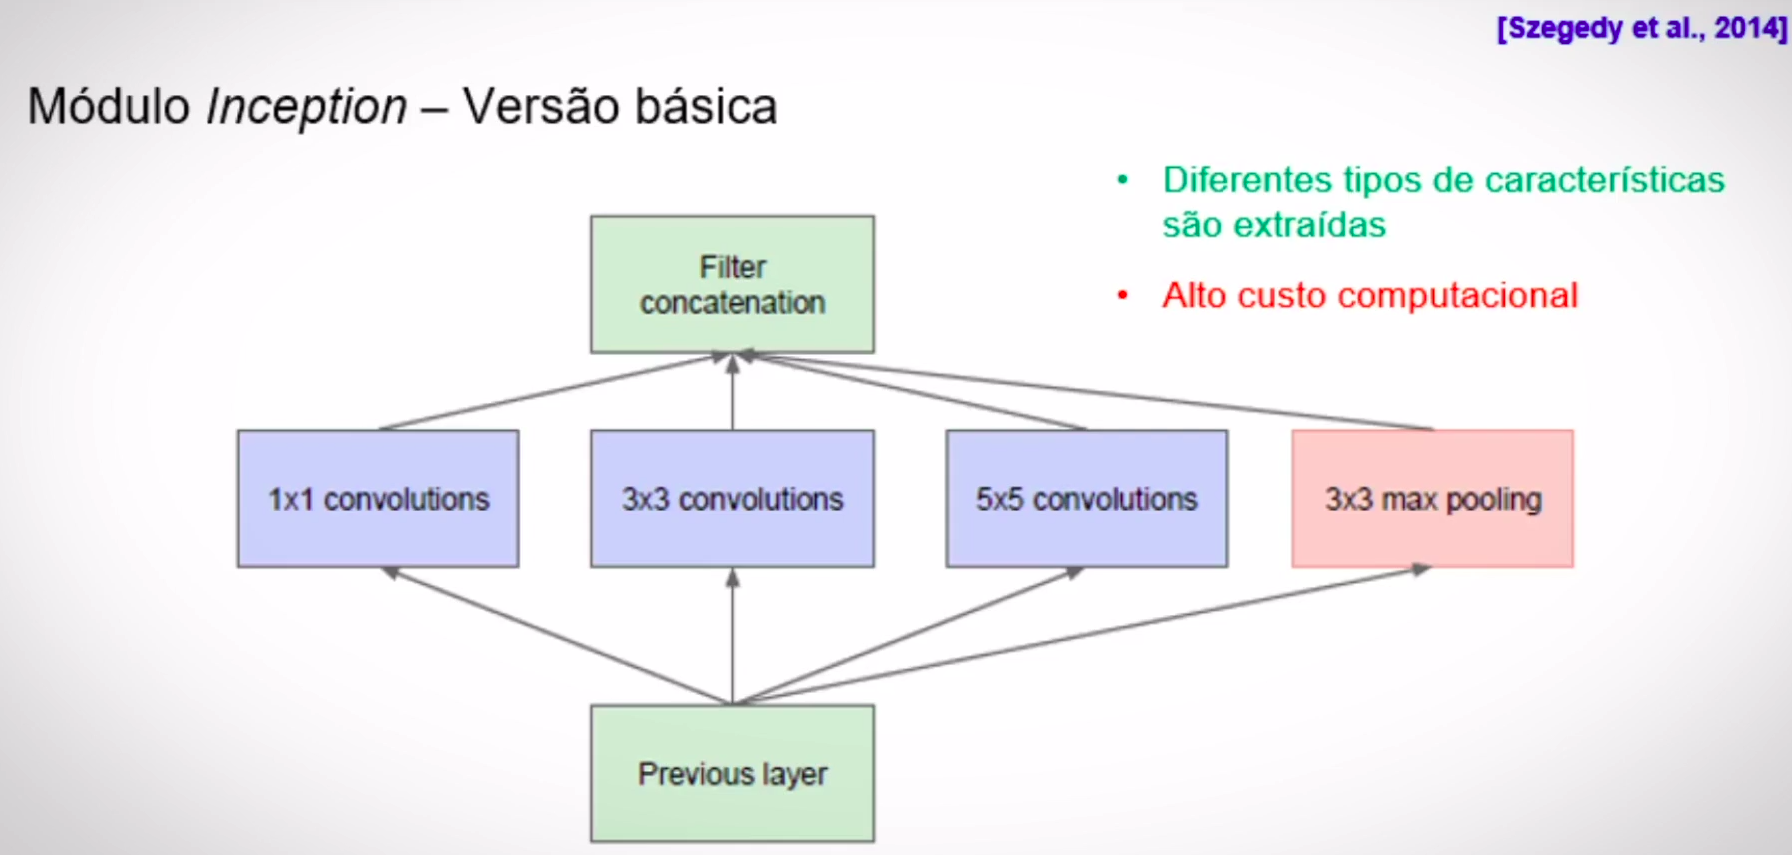 [Szegedy et al., 2014]
Módulo Inception – Versão básica
• Diferentes tipos de características
são extraídas
• Alto custo computacional
Filter
concatenation
1x1 convolutions
3x3 convolutions
5x5 convolutions
3x3 max pooling
Previous layer